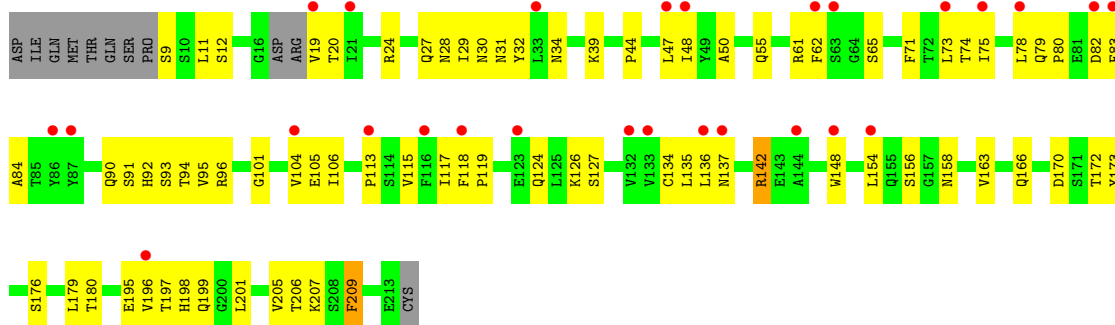 ASP ILE GLN MET THR GLN SER PRO S9 S10 L11 S12 G16 ASP ARG V19 T20 I21 R24 Q27 N28 I29 N30 N31 Y32 L33 N34 K39 P44 L47 I48 Y49 A50 Q55 R61 F62 S63 G64 S65 F71 T72 L73 T74 I75 L78 Q79 P80 E81 D82
A84 T85 Y86 Y87 Q90 S91 H92 S93 T94 V95 R96 G101 V104 E105 I106 P113 S114 V115 F116 I117 F118 P119 E123 Q124 L125 K126 S127 V132 V133 C134 L135 L136 N137 R142 E143 A144 W148 L154 Q155 S156 G157 N158 V163 Q166 D170 S171 T172
S176 L179 T180 E195 V196 T197 H198 Q199 G200 L201 V205 T206 K207 S208 F209 E213 CYS